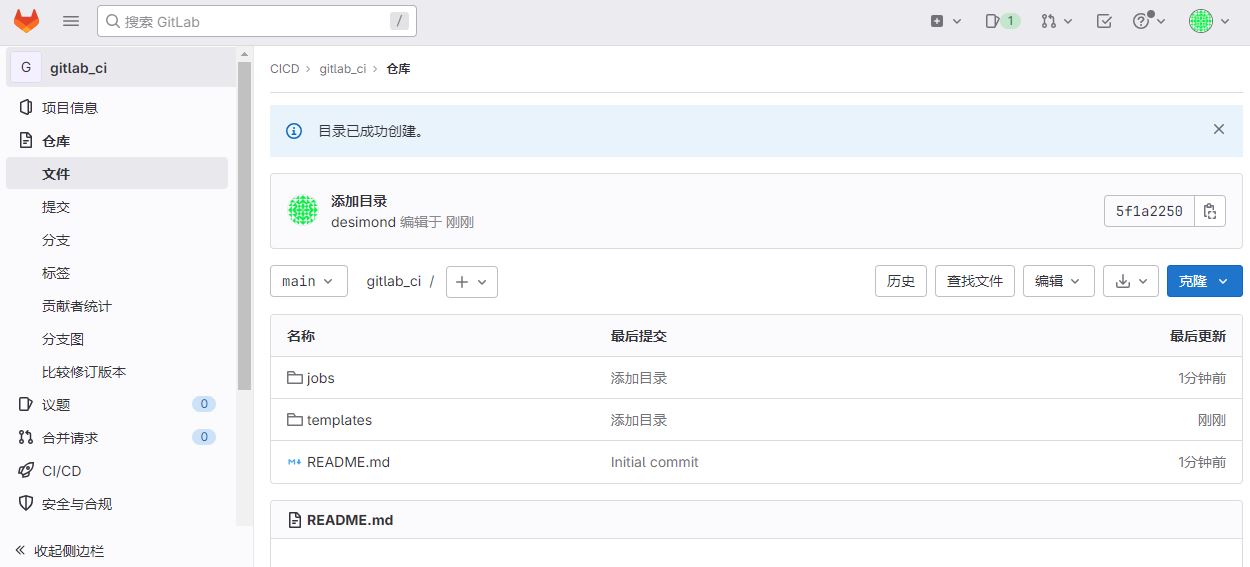 搜索 GitLab /
1
G gitlab_ci
项目信息
仓库
文件
提交
分支
标签
贡献者统计
分支图
比较修订版本
议题 0
合并请求 0
CI/CD
安全与合规
收起侧边栏
CICD › gitlab_ci › 仓库
目录已成功创建。
添加目录
desimond 编辑于 刚刚
5f1a2250
main gitlab_ci / 历史 查找文件 编辑 克隆
名称 最后提交 最后更新
jobs 添加目录 1分钟前
templates 添加目录 刚刚
README.md Initial commit 1分钟前
README.md